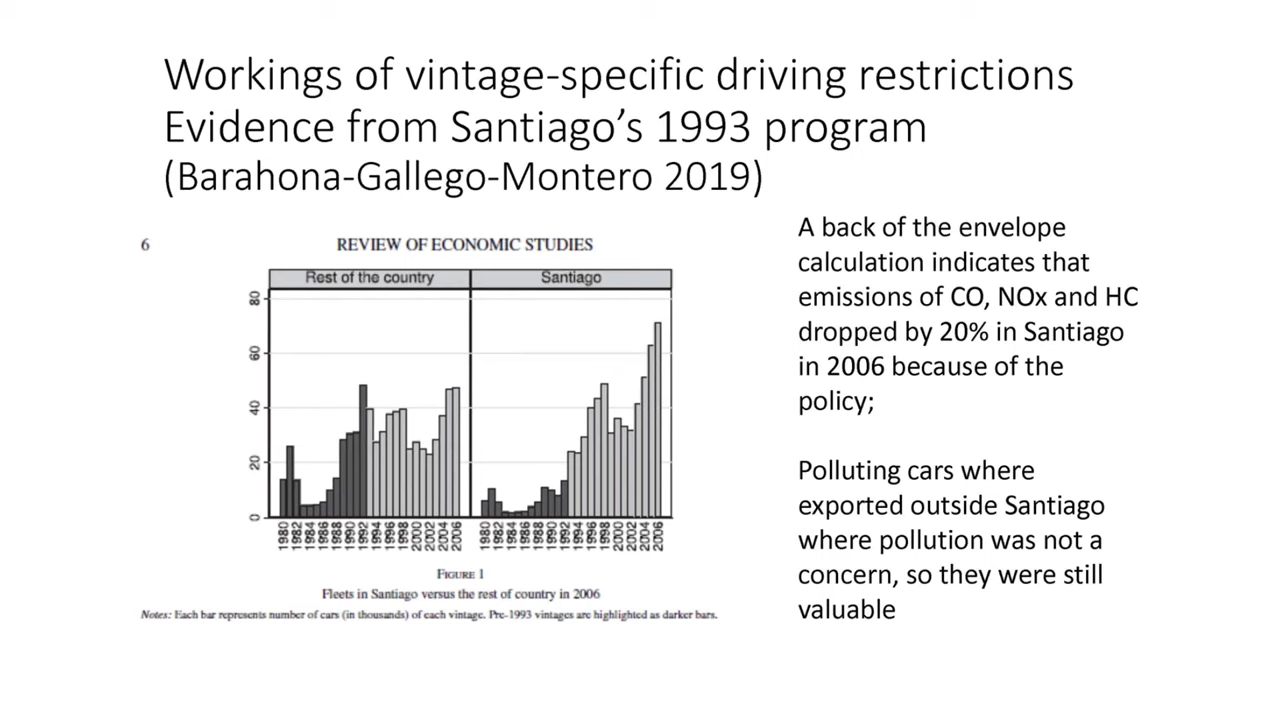 Workings of vintage-specific driving restrictions
Evidence from Santiago’s 1993 program
(Barahona-Gallego-Montero 2019)
6 REVIEW OF ECONOMIC STUDIES
Rest of the country Santiago
80
60
40
20
0
1980 1982 1984 1986 1988 1990 1992 1994 1996 1998 2000 2002 2004 2006 1980 1982 1984 1986 1988 1990 1992 1994 1996 1998 2000 2002 2004 2006
FIGURE 1
Fleets in Santiago versus the rest of country in 2006
Notes: Each bar represents number of cars (in thousands) of each vintage. Pre-1993 vintages are highlighted as darker bars.
A back of the envelope
calculation indicates that
emissions of CO, NOx and HC
dropped by 20% in Santiago
in 2006 because of the
policy;
Polluting cars where
exported outside Santiago
where pollution was not a
concern, so they were still
valuable